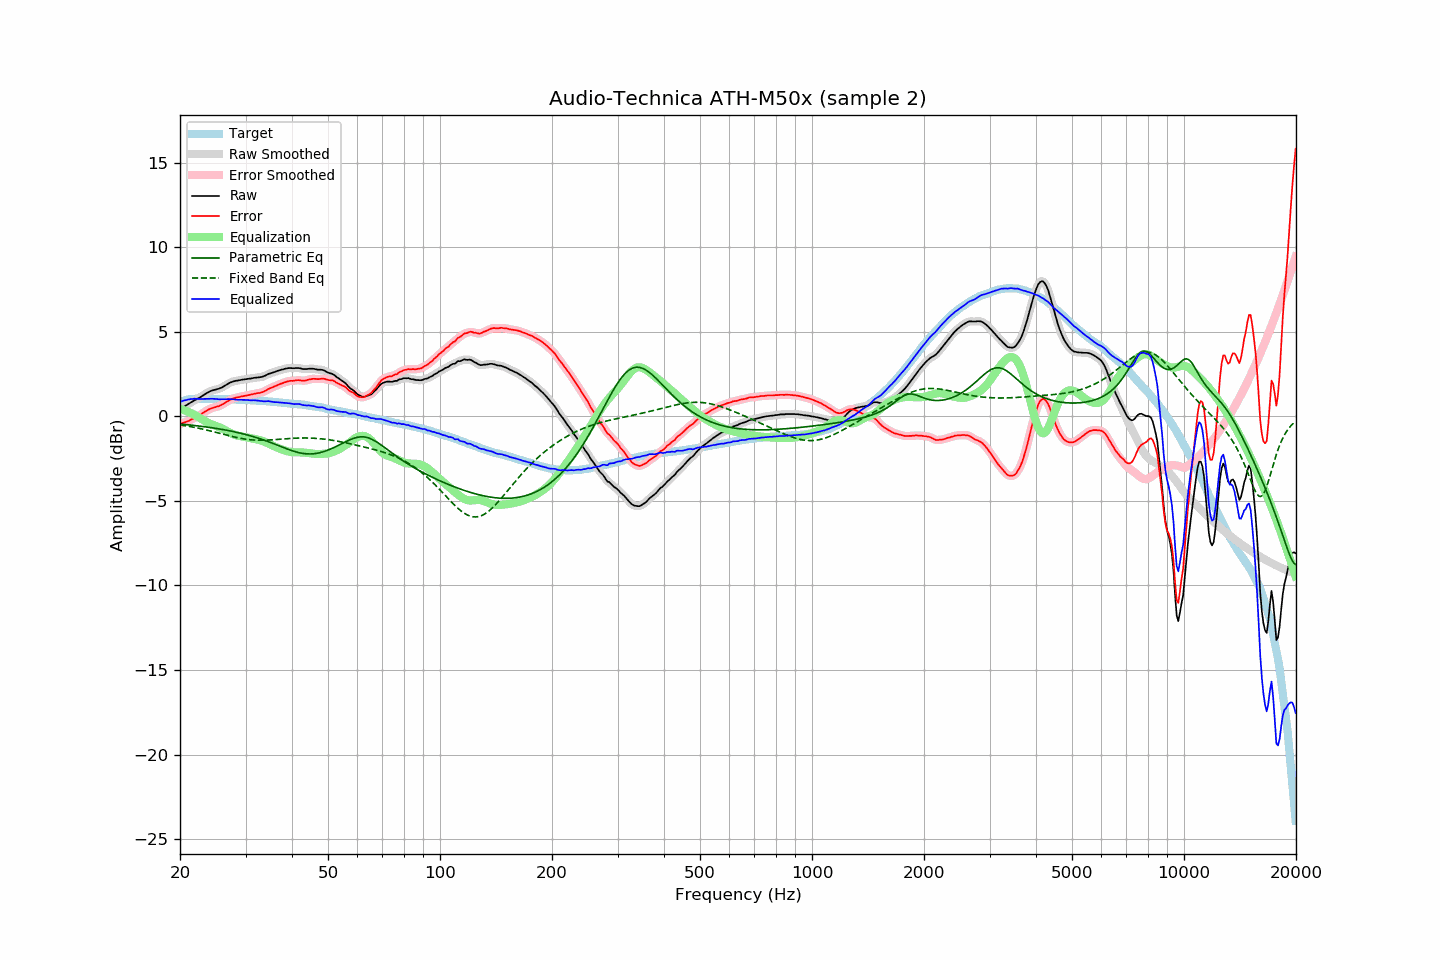 Audio-Technica ATH-M50x (sample 2)
Target
Raw Smoothed
Error Smoothed
Raw
Error
Equalization
Parametric Eq
Fixed Band Eq
Equalized
15
10
5
0
−5
−10
−15
−20
−25
Amplitude (dBr)
20 50 100 200 500 1000 2000 5000 10000 20000
Frequency (Hz)